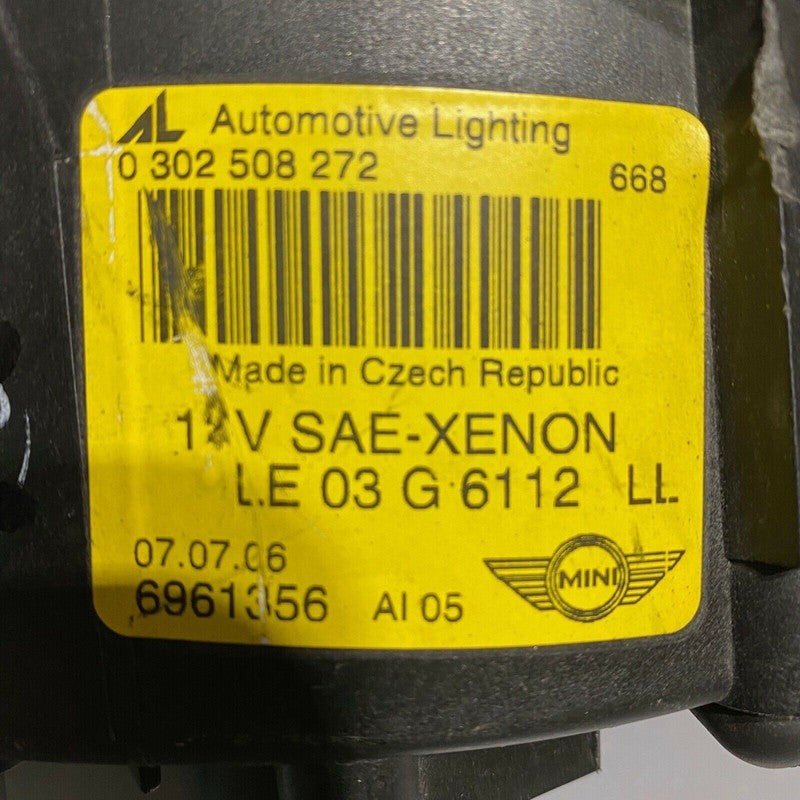 AL Automotive Lighting
0 302 508 272 668
Made in Czech Republic
12V SAE-XENON
LE 03 G 6112 LL
07.07.06
6961356 AI 05
MINI